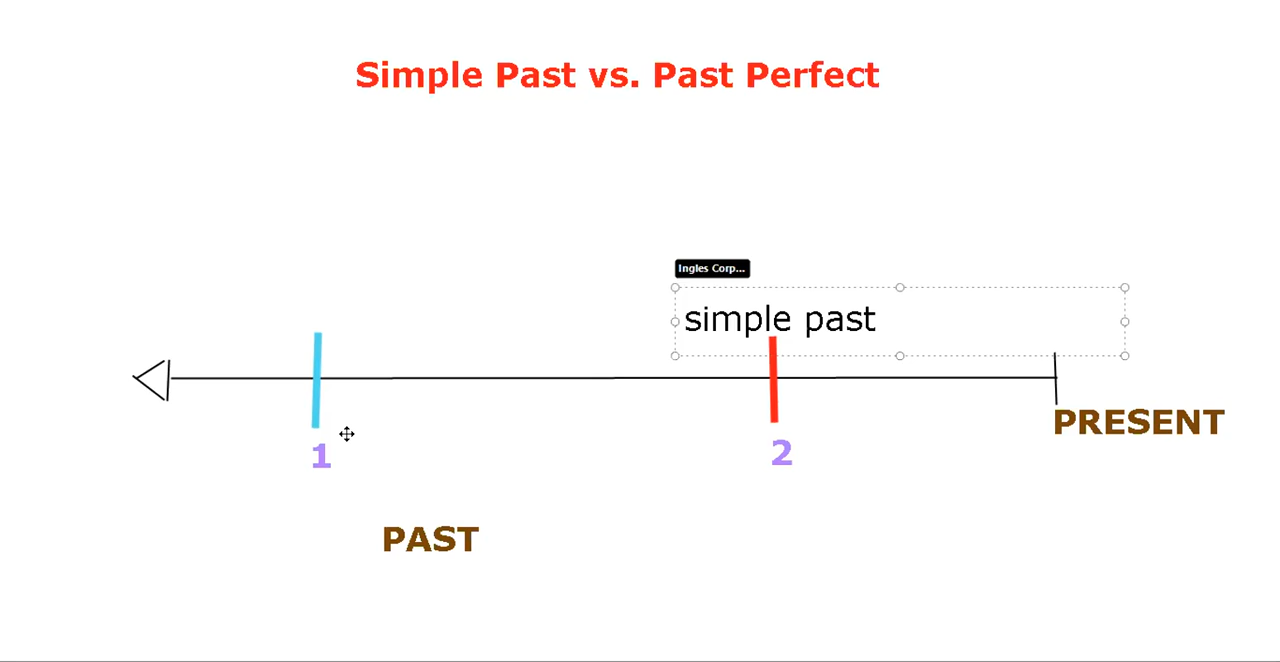 Simple Past vs. Past Perfect
Ingles Corp...
simple past
PRESENT
1
2
PAST